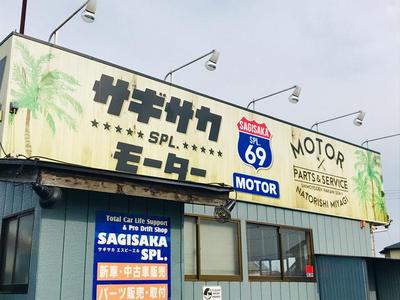 サギサカ
★★★★★ SPL. ★★★★★
モーター
SAGISAKA
SPL.
69
MOTOR
MOTOR
PARTS & SERVICE
NATORISHI MIYAGI
Total Car Life Support
& Pro Drift Shop
SAGISAKA
サギサカ エスピーエル
SPL.
新車・中古車販売
パーツ販売・取付